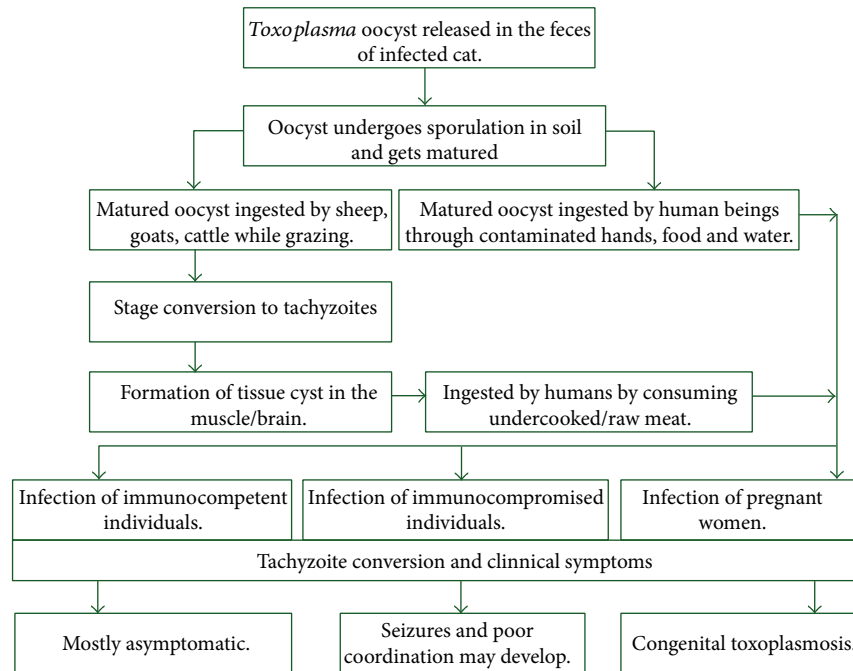 Toxoplasma oocyst released in the feces
of infected cat.
Oocyst undergoes sporulation in soil
and gets matured
Matured oocyst ingested by sheep,
goats, cattle while grazing.
Matured oocyst ingested by human beings
through contaminated hands, food and water.
Stage conversion to tachyzoites
Formation of tissue cyst in the
muscle/brain.
Ingested by humans by consuming
undercooked/raw meat.
Infection of immunocompetent
individuals.
Infection of immunocompromised
individuals.
Infection of pregnant
women.
Tachyzoite conversion and clinnical symptoms
Mostly asymptomatic.
Seizures and poor
coordination may develop.
Congenital toxoplasmosis.